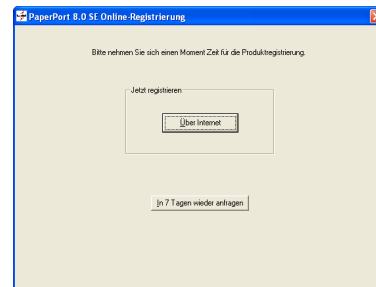 PaperPort 8.0 SE Online-Registrierung
Bitte nehmen Sie sich einen Moment Zeit für die Produktregistrierung.
Jetzt registrieren
Über Internet
In 7 Tagen wieder anfragen